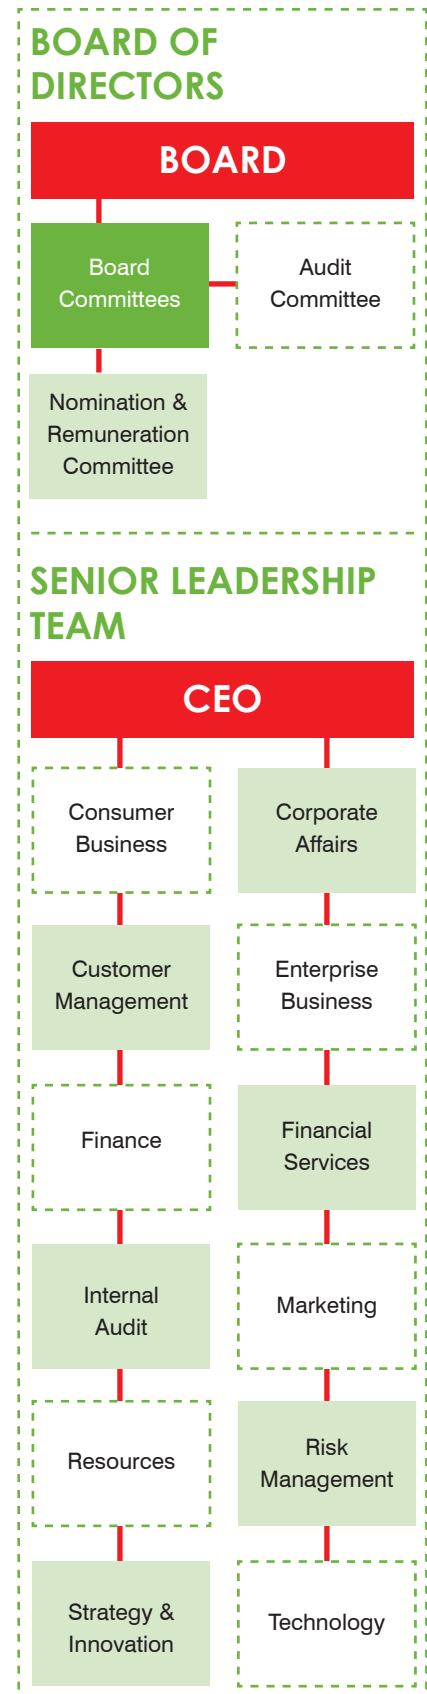 BOARD OF
DIRECTORS
BOARD
Board
Committees
Audit
Committee
Nomination &
Remuneration
Committee
SENIOR LEADERSHIP
TEAM
CEO
Consumer
Business
Corporate
Affairs
Customer
Management
Enterprise
Business
Finance
Financial
Services
Internal
Audit
Marketing
Resources
Risk
Management
Strategy &
Innovation
Technology